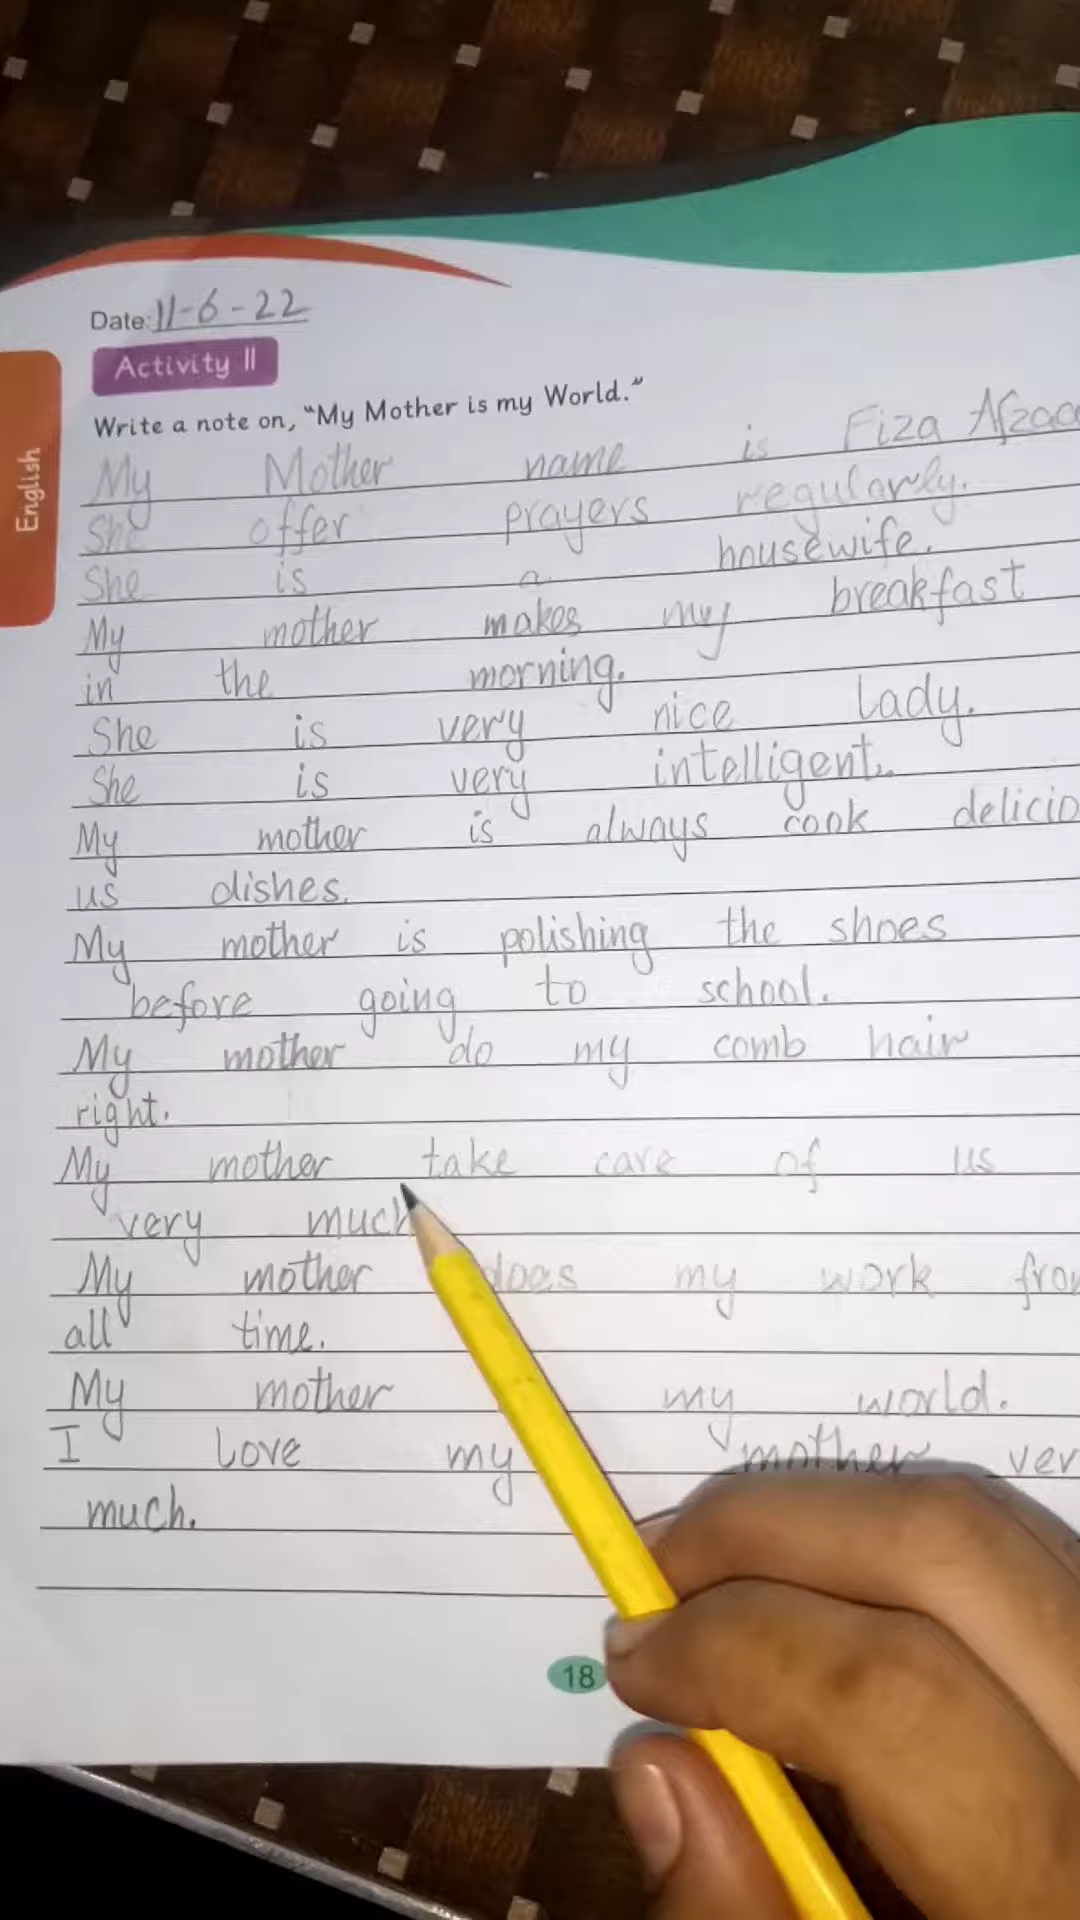 Date: 11-6-22
Activity II
English
Write a note on, "My Mother is my World."
My Mother name is Fiza
She offer prayers regularly.
She is a housewife.
My mother makes my breakfast
in the morning.
She is very nice lady.
She is very intelligent.
My mother is always cook delicio
us dishes.
My mother is polishing the shoes
before going to school.
My mother do my comb hair
right.
My mother take care of us
very much
My mother does my work
all time.
My mother my world.
I love my mother
much.
18